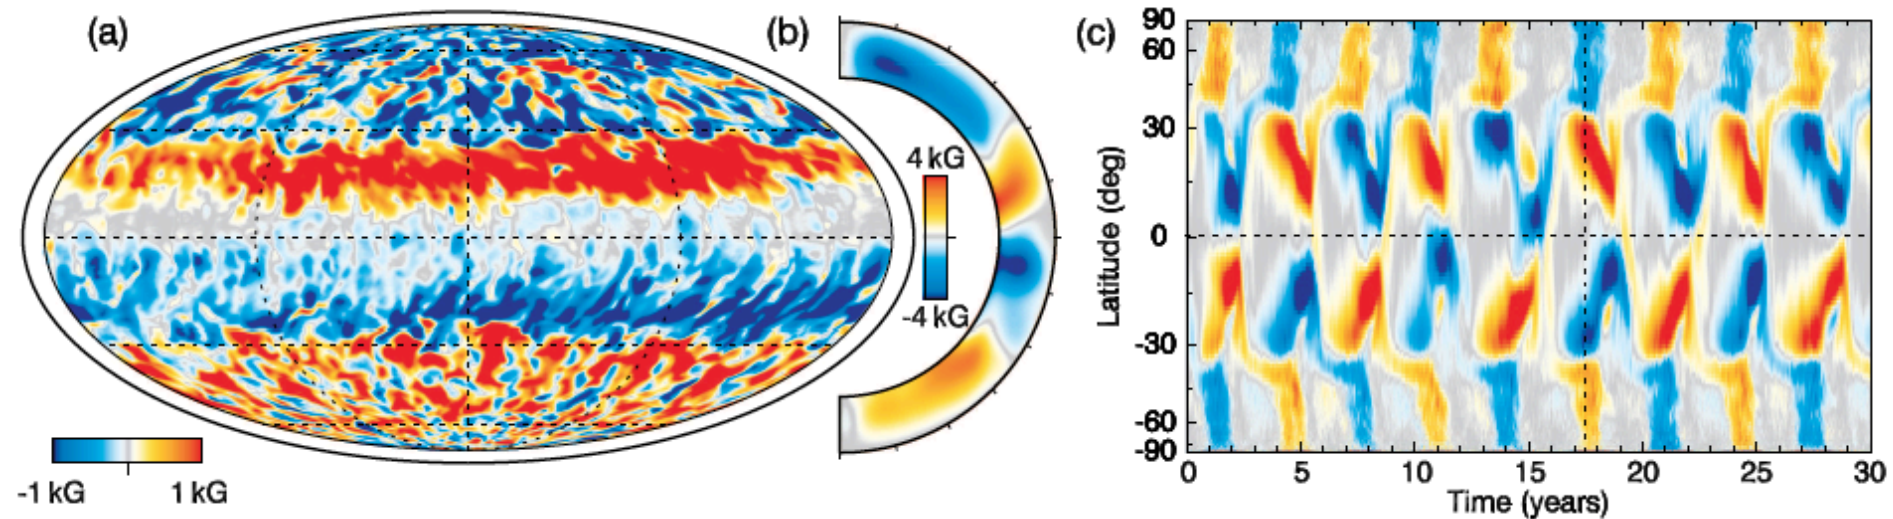 (a)
-1 kG 1 kG
(b)
4 kG
-4 kG
(c)
Latitude (deg)
90
60
30
0
-30
-60
-90
0 5 10 15 20 25 30
Time (years)